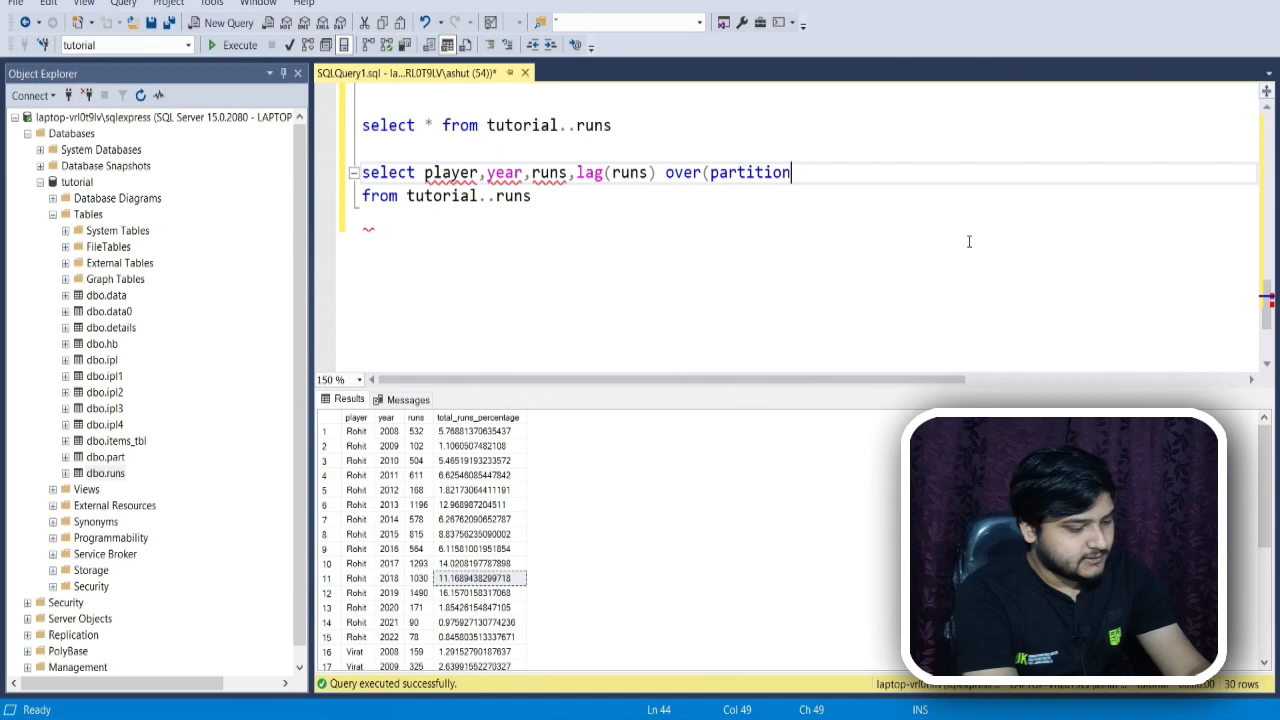 File Edit View Query Project Tools Window Help
New Query
tutorial Execute
Object Explorer
SQLQuery1.sql - la...RL0T9LV\ashut (54))*
Connect
laptop-vrl0t9lv\sqlexpress (SQL Server 15.0.2080 - LAPTOP
Databases
System Databases
Database Snapshots
tutorial
Database Diagrams
Tables
System Tables
FileTables
External Tables
Graph Tables
dbo.data
dbo.data0
dbo.details
dbo.hb
dbo.ipl
dbo.ipl1
dbo.ipl2
dbo.ipl3
dbo.ipl4
dbo.items_tbl
dbo.part
dbo.runs
Views
External Resources
Synonyms
Programmability
Service Broker
Storage
Security
Security
Server Objects
Replication
PolyBase
Management
select * from tutorial..runs
select player,year,runs,lag(runs) over(partition
from tutorial..runs
150 %
Results Messages
player year runs total_runs_percentage
1 Rohit 2008 532 5.76881370635437
2 Rohit 2009 102 1.1060507482108
3 Rohit 2010 504 5.46519193233572
4 Rohit 2011 611 6.62546085447842
5 Rohit 2012 168 1.82173064411191
6 Rohit 2013 1196 12.968987204511
7 Rohit 2014 578 6.26762090652787
8 Rohit 2015 815 8.83756235090002
9 Rohit 2016 564 6.11581001951854
10 Rohit 2017 1293 14.0208197787898
11 Rohit 2018 1030 11.1689438299718
12 Rohit 2019 1490 16.1570158317068
13 Rohit 2020 171 1.85426154847105
14 Rohit 2021 90 0.975927130774236
15 Rohit 2022 78 0.845803513337671
16 Virat 2008 159 1.29152790187637
17 Virat 2009 325 2.63991552270327
Query executed successfully.
30 rows
Ready Ln 44 Col 49 Ch 49 INS